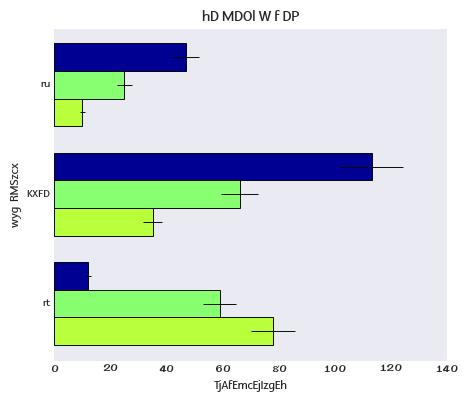 hD MDOl W f DP
ru
KXFD
rt
wyg RMSzcx
0 20 40 60 80 100 120 140
TjAfEmcEjIzgEh